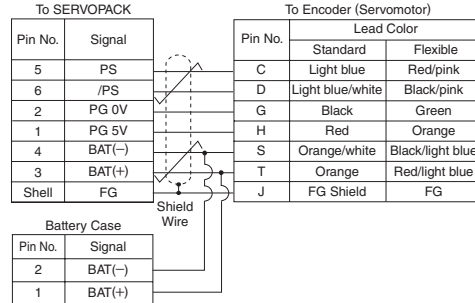 To SERVOPACK
Pin No. Signal
5 PS
6 /PS
2 PG 0V
1 PG 5V
4 BAT(−)
3 BAT(+)
Shell FG
Shield
Wire
To Encoder (Servomotor)
Pin No. Lead Color
Standard Flexible
C Light blue Red/pink
D Light blue/white Black/pink
G Black Green
H Red Orange
S Orange/white Black/light blue
T Orange Red/light blue
J FG Shield FG
Battery Case
Pin No. Signal
2 BAT(−)
1 BAT(+)